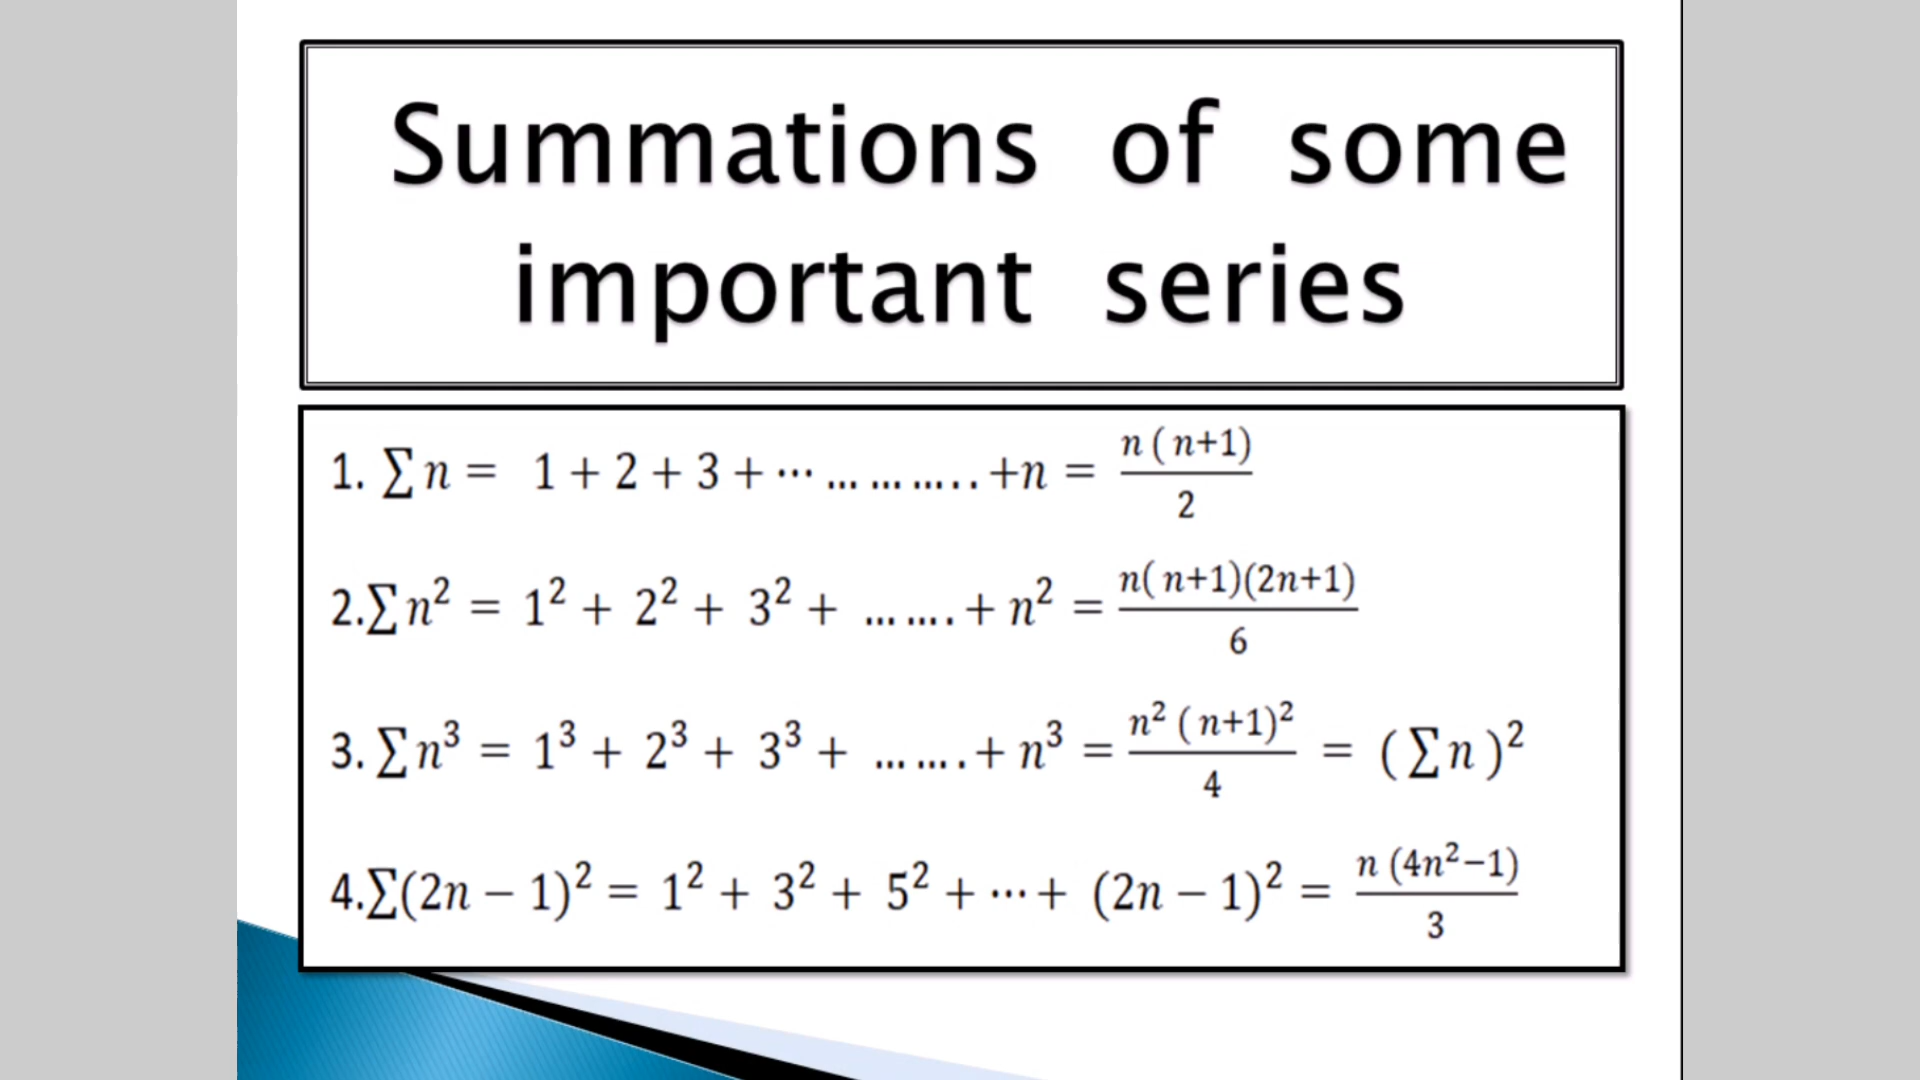 Summations of some
important series
1. ∑ n = 1 + 2 + 3 + ⋯ … … ….. +n = n ( n+1) / 2
2.∑ n² = 1² + 2² + 3² + … …. + n² = n( n+1)(2n+1) / 6
3. ∑ n³ = 1³ + 2³ + 3³ + … …. + n³ = n² ( n+1)² / 4 = ( ∑ n )²
4.∑(2n − 1)² = 1² + 3² + 5² + ⋯ + (2n − 1)² = n (4n²−1) / 3